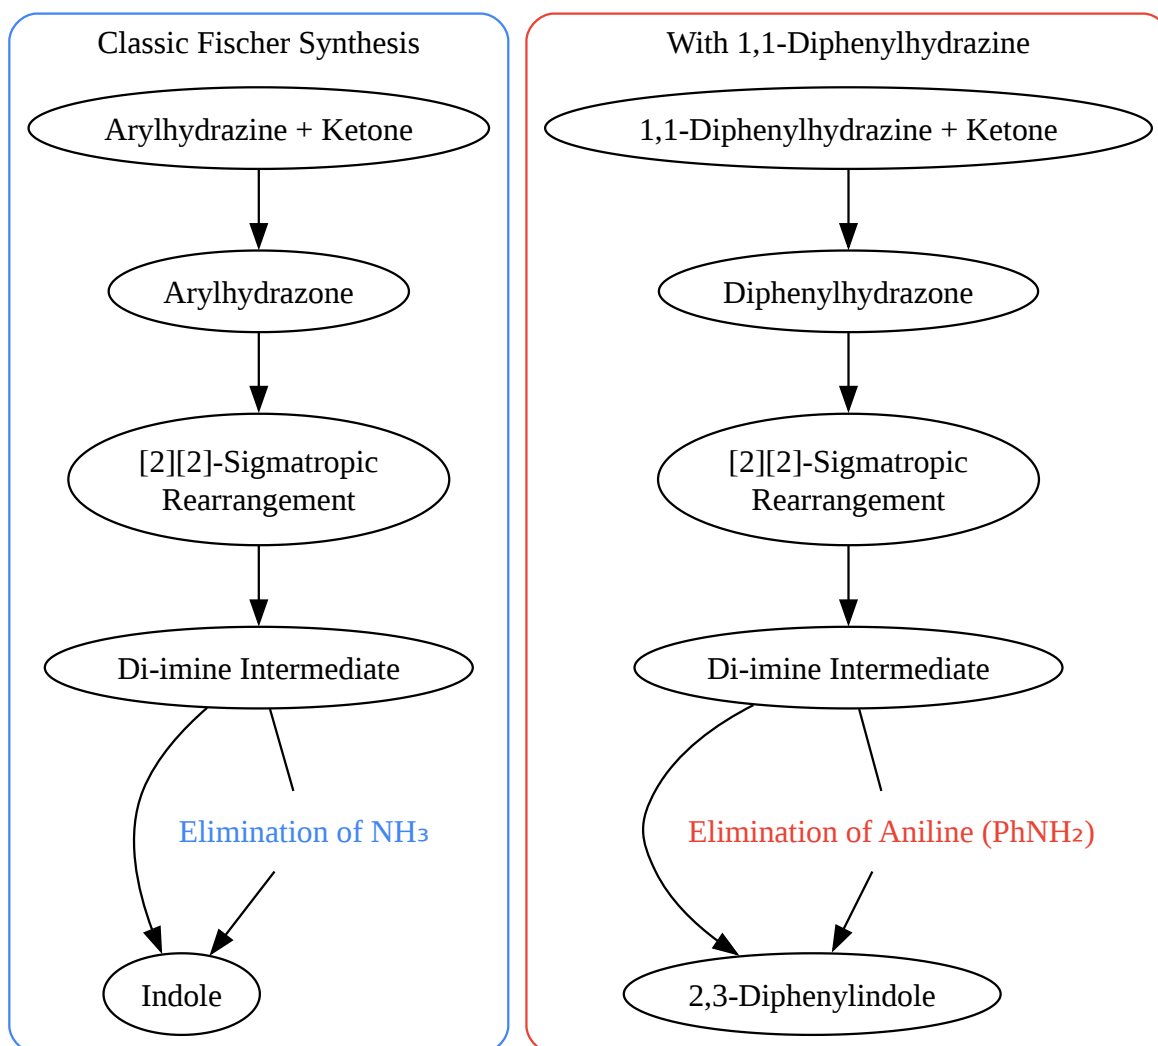 Classic Fischer Synthesis
Arylhydrazine + Ketone
Arylhydrazone
[2][2]-Sigmatropic
Rearrangement
Di-imine Intermediate
Elimination of NH₃
Indole
With 1,1-Diphenylhydrazine
1,1-Diphenylhydrazine + Ketone
Diphenylhydrazone
[2][2]-Sigmatropic
Rearrangement
Di-imine Intermediate
Elimination of Aniline (PhNH₂)
2,3-Diphenylindole